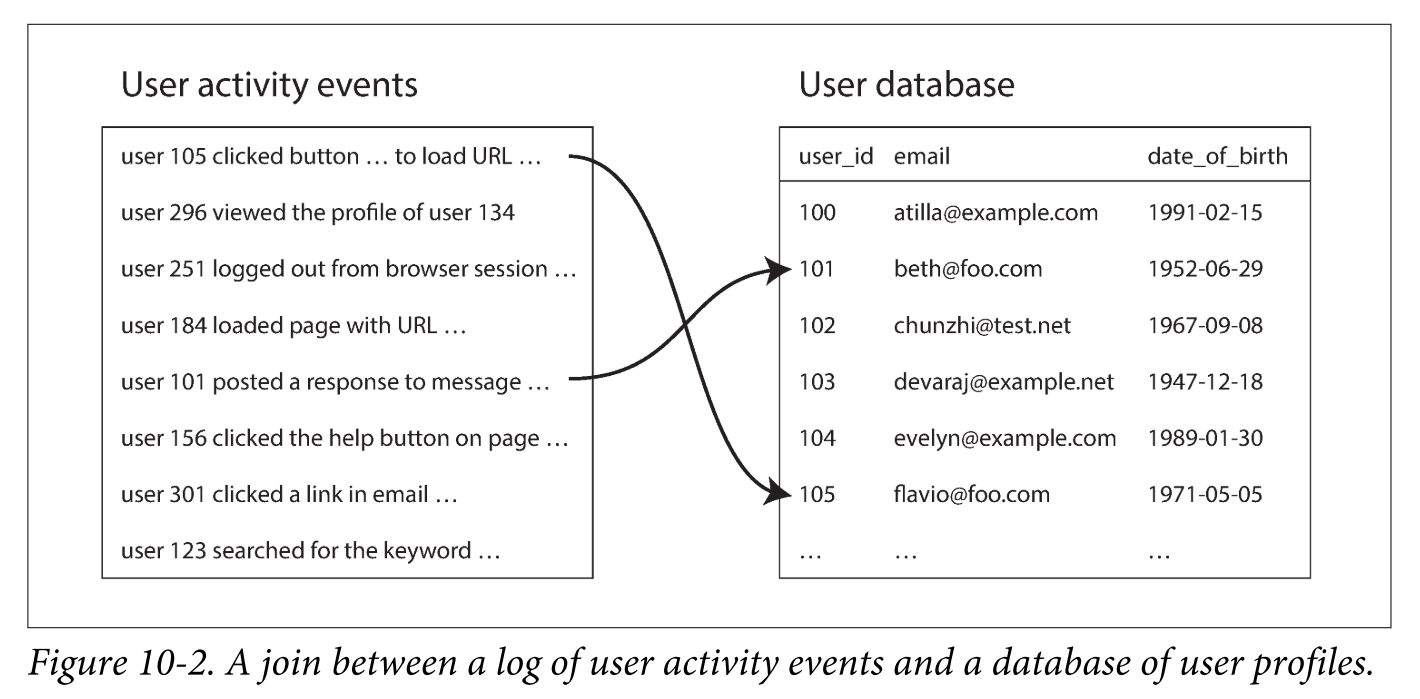 User activity events
user 105 clicked button … to load URL …
user 296 viewed the profile of user 134
user 251 logged out from browser session …
user 184 loaded page with URL …
user 101 posted a response to message …
user 156 clicked the help button on page …
user 301 clicked a link in email …
user 123 searched for the keyword …
User database
user_id email date_of_birth
100 atilla@example.com 1991-02-15
101 beth@foo.com 1952-06-29
102 chunzhi@test.net 1967-09-08
103 devaraj@example.net 1947-12-18
104 evelyn@example.com 1989-01-30
105 flavio@foo.com 1971-05-05
… … …
Figure 10-2. A join between a log of user activity events and a database of user profiles.